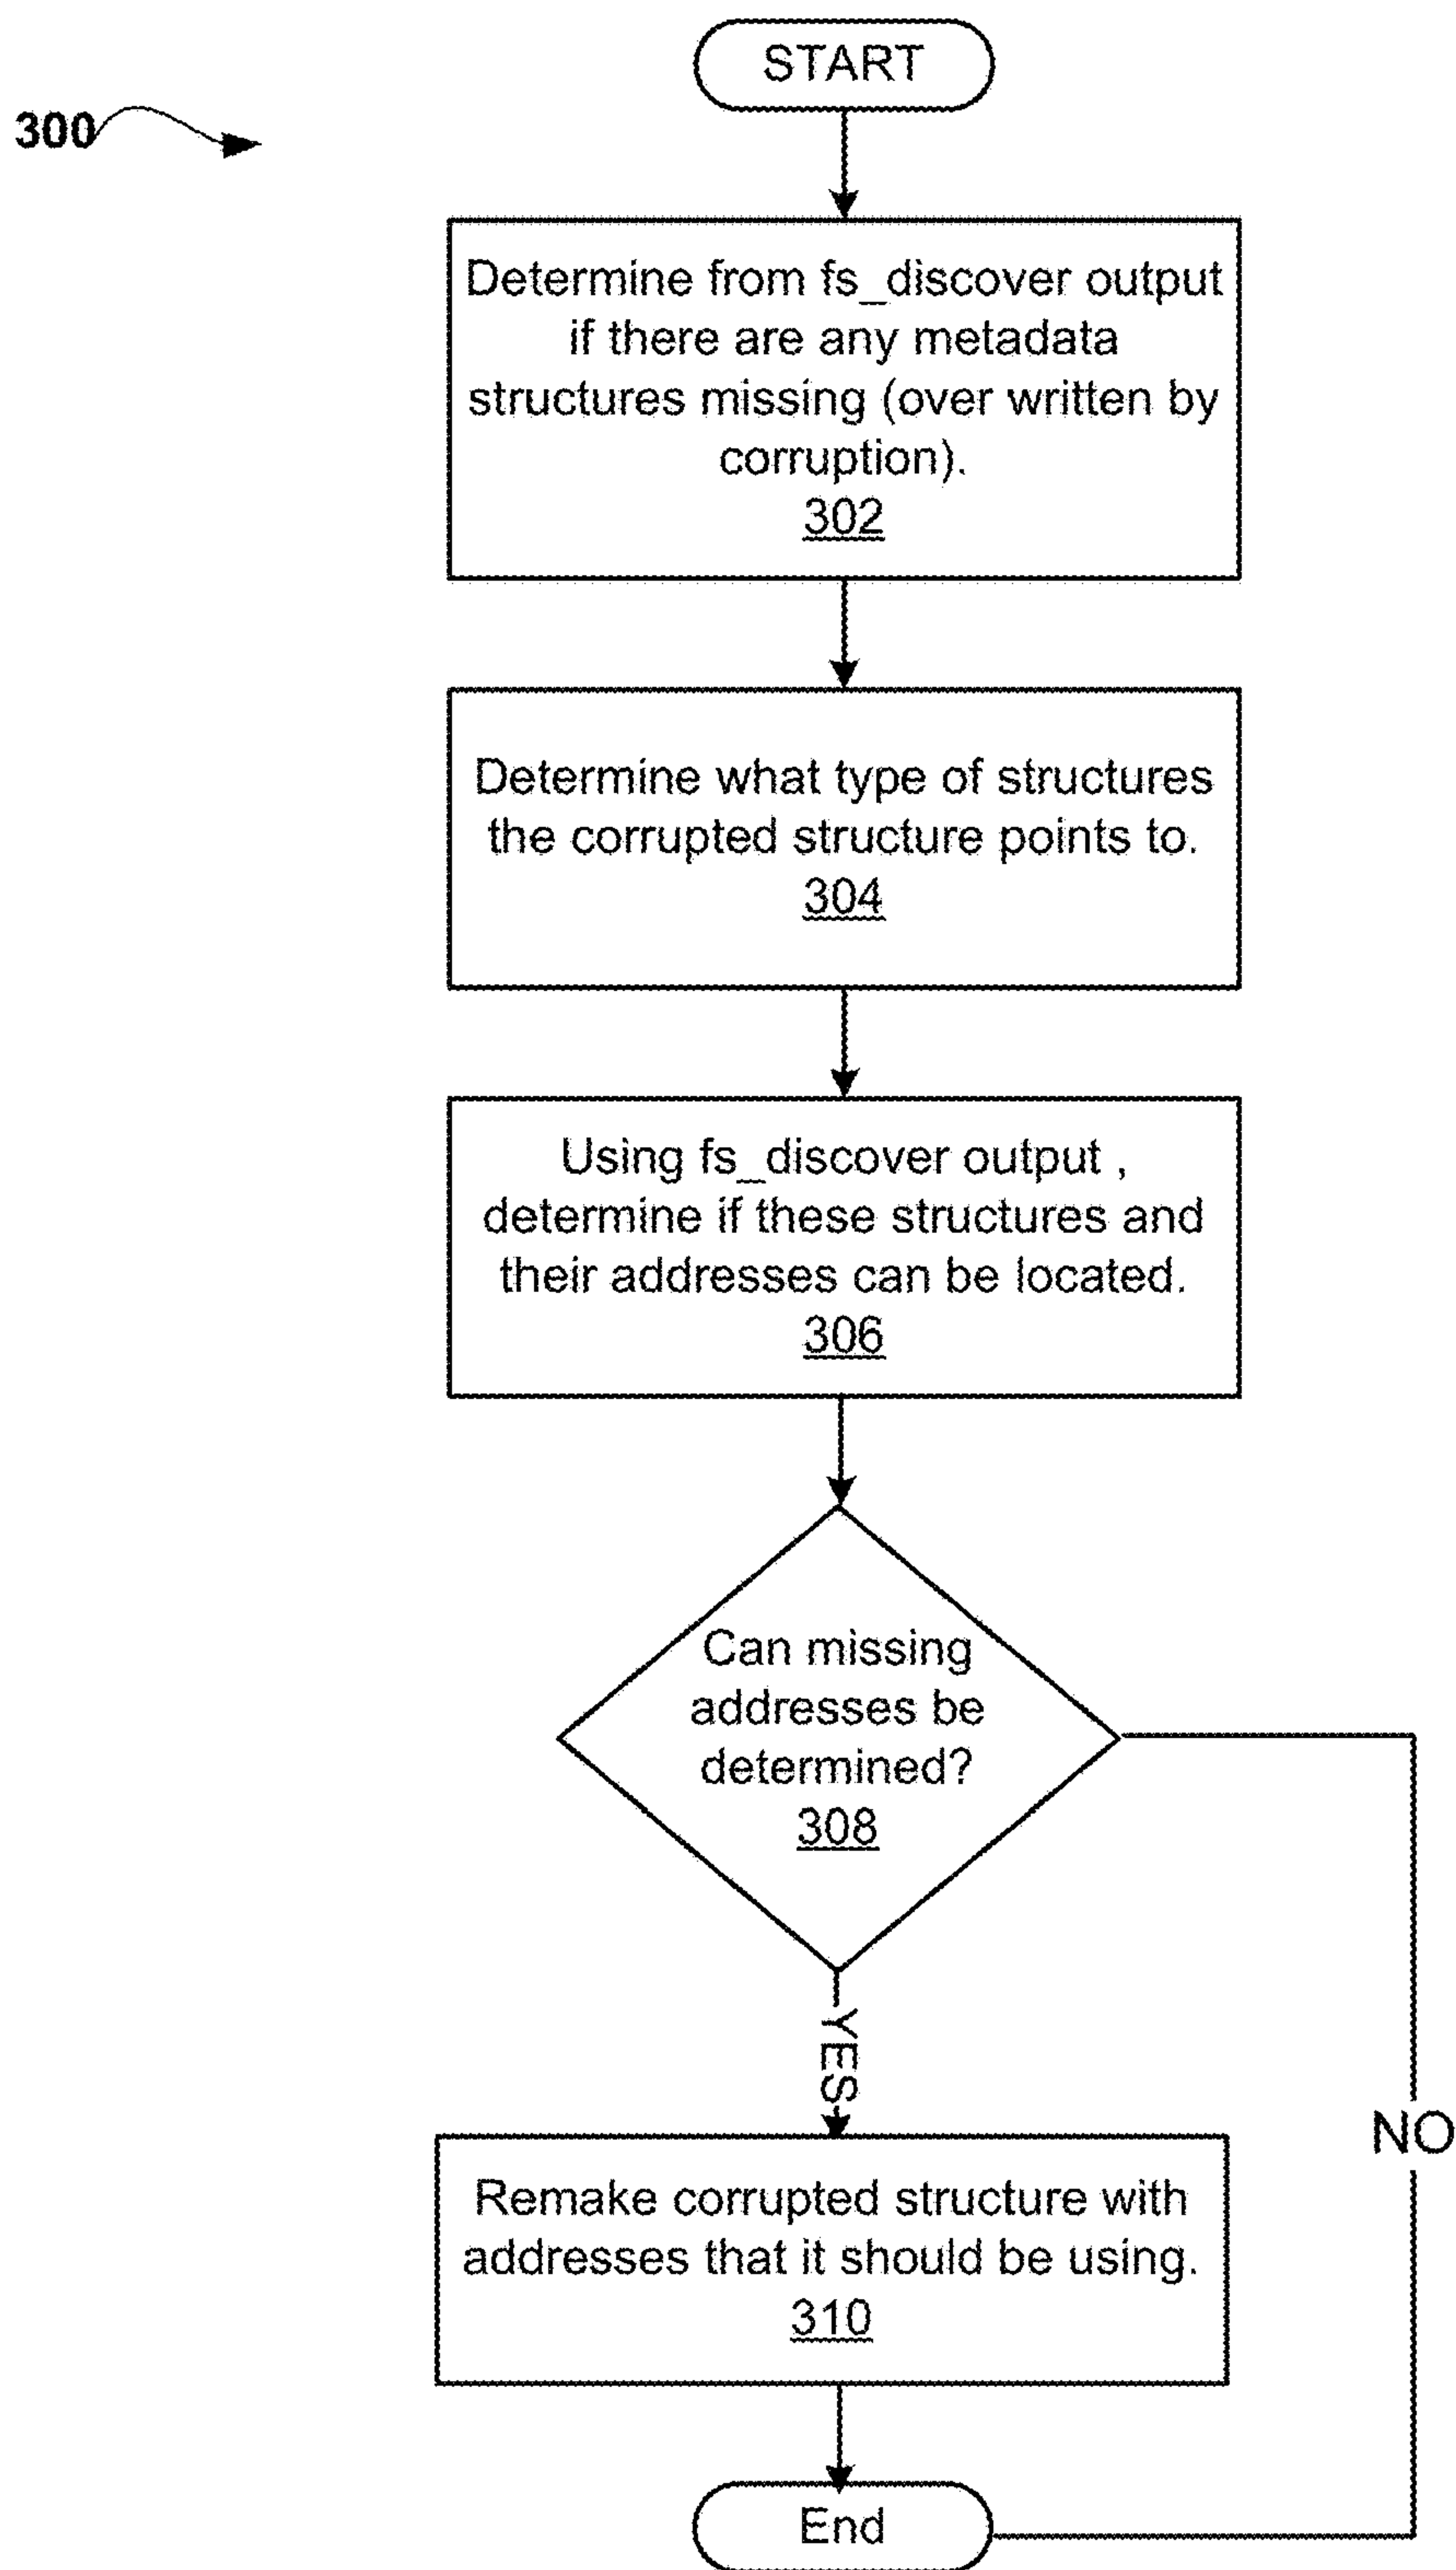 START
300
Determine from fs_discover output
if there are any metadata
structures missing (over written by
corruption).
302
Determine what type of structures
the corrupted structure points to.
304
Using fs_discover output ,
determine if these structures and
their addresses can be located.
306
Can missing
addresses be
determined?
308
YES
NO
Remake corrupted structure with
addresses that it should be using.
310
End